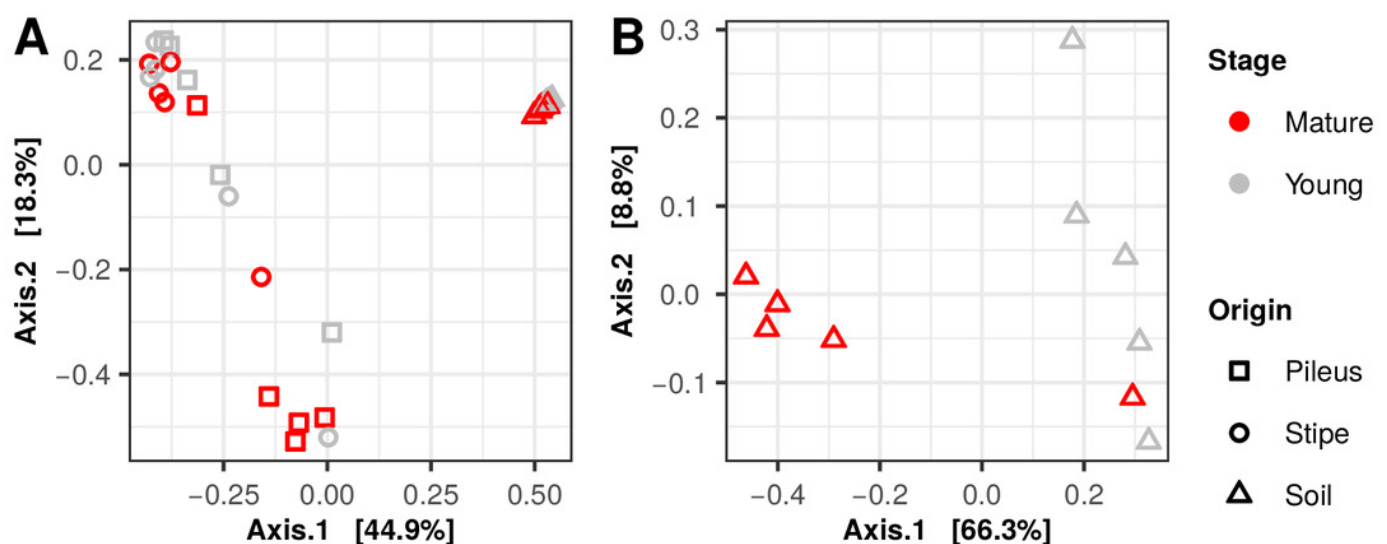 A
B
0.2
0.0
−0.2
−0.4
Axis.2 [18.3%]
−0.25
0.00
0.25
0.50
Axis.1 [44.9%]
0.3
0.2
0.1
0.0
−0.1
Axis.2 [8.8%]
−0.4
−0.2
0.0
0.2
Axis.1 [66.3%]
Stage
Mature
Young
Origin
Pileus
Stipe
Soil